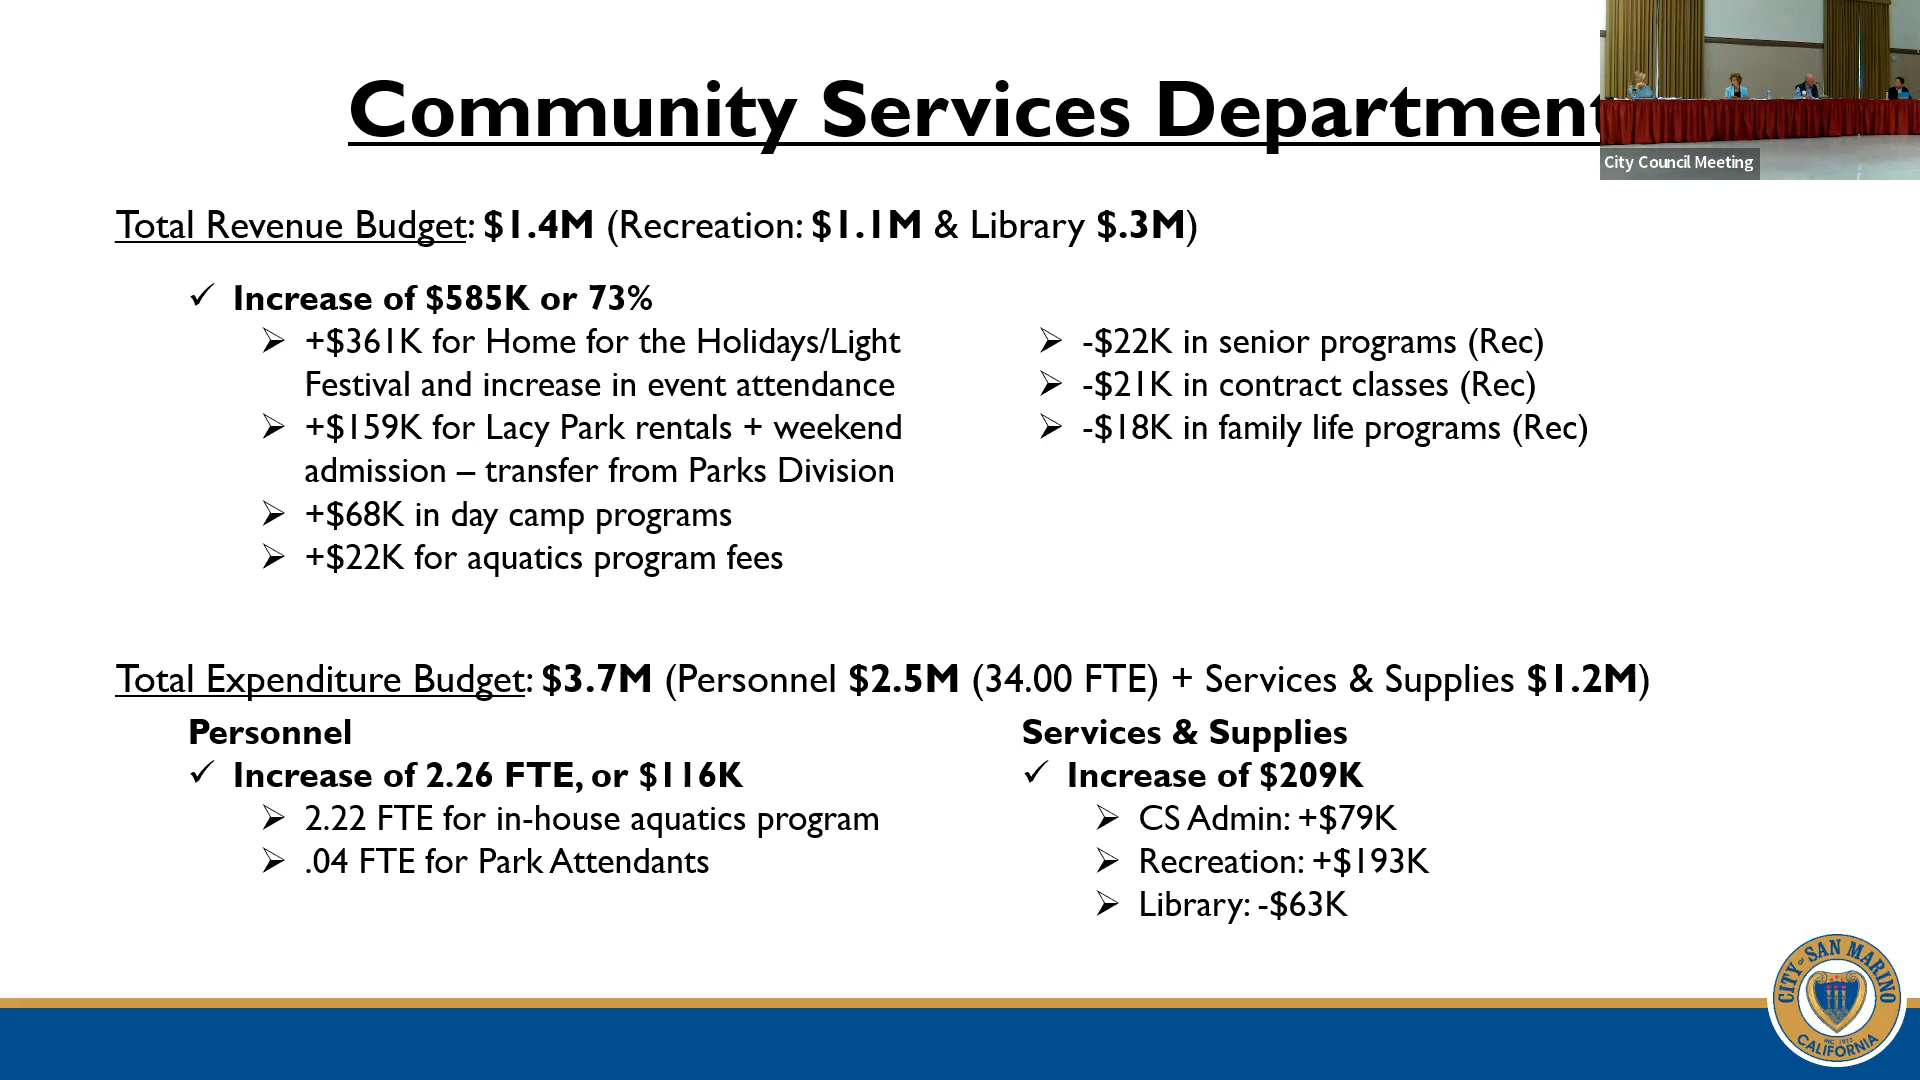 Community Services Department
City Council Meeting
Total Revenue Budget: $1.4M (Recreation: $1.1M & Library $.3M)
✓ Increase of $585K or 73%
➢ +$361K for Home for the Holidays/Light
Festival and increase in event attendance
➢ +$159K for Lacy Park rentals + weekend
admission – transfer from Parks Division
➢ +$68K in day camp programs
➢ +$22K for aquatics program fees
➢ -$22K in senior programs (Rec)
➢ -$21K in contract classes (Rec)
➢ -$18K in family life programs (Rec)
Total Expenditure Budget: $3.7M (Personnel $2.5M (34.00 FTE) + Services & Supplies $1.2M)
Personnel
✓ Increase of 2.26 FTE, or $116K
➢ 2.22 FTE for in-house aquatics program
➢ .04 FTE for Park Attendants
Services & Supplies
✓ Increase of $209K
➢ CS Admin: +$79K
➢ Recreation: +$193K
➢ Library: -$63K
CITY OF SAN MARINO
INC. 1913
CALIFORNIA